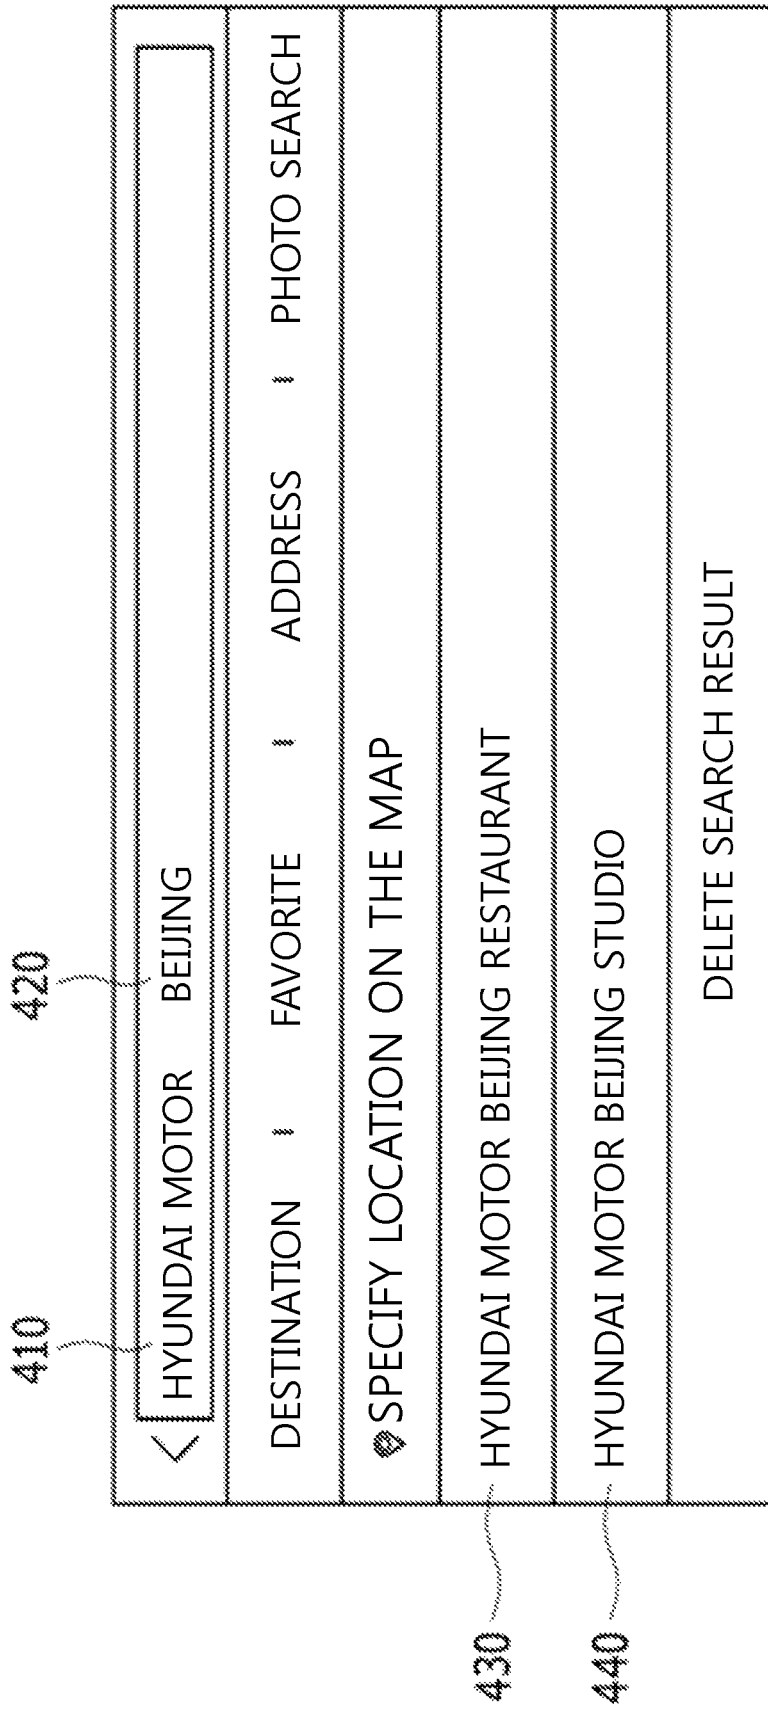 410 420
HYUNDAI MOTOR BEIJING
DESTINATION FAVORITE ADDRESS PHOTO SEARCH
SPECIFY LOCATION ON THE MAP
430 HYUNDAI MOTOR BEIJING RESTAURANT
440 HYUNDAI MOTOR BEIJING STUDIO
DELETE SEARCH RESULT